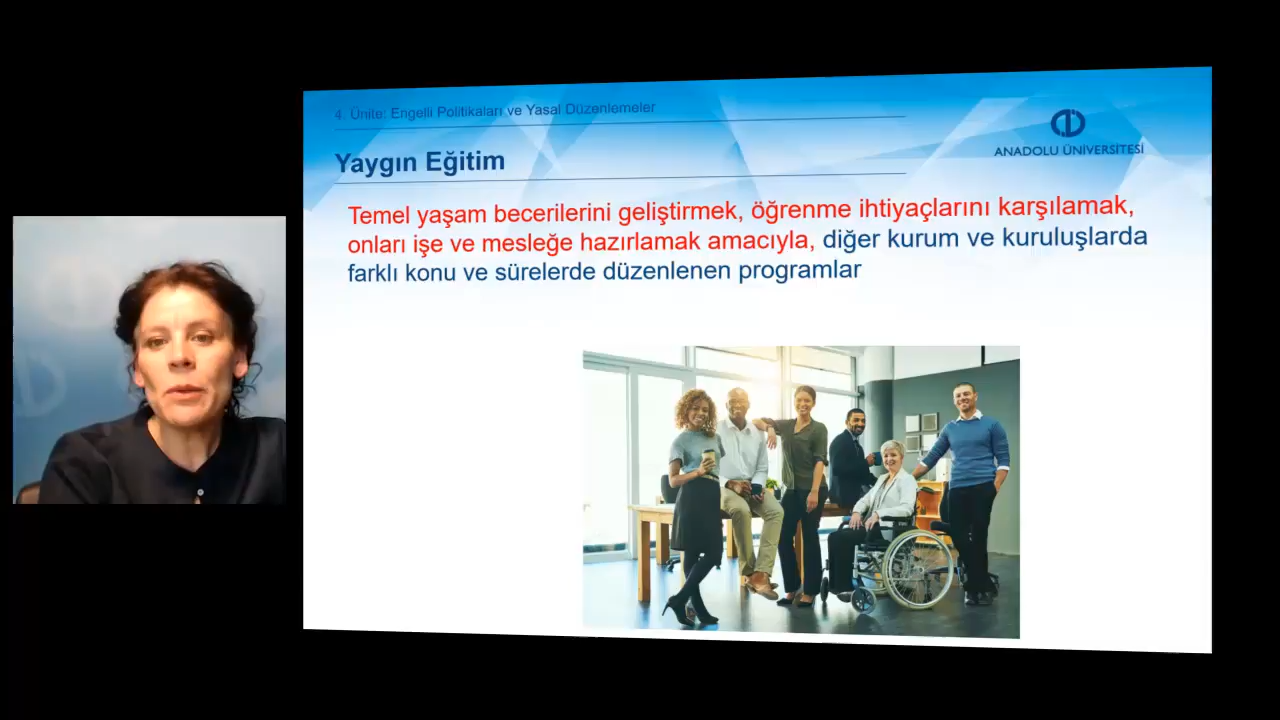 4. Ünite: Engelli Politikaları ve Yasal Düzenlemeler
ANADOLU ÜNİVERSİTESİ
Yaygın Eğitim
Temel yaşam becerilerini geliştirmek, öğrenme ihtiyaçlarını karşılamak,
onları işe ve mesleğe hazırlamak amacıyla, diğer kurum ve kuruluşlarda
farklı konu ve sürelerde düzenlenen programlar